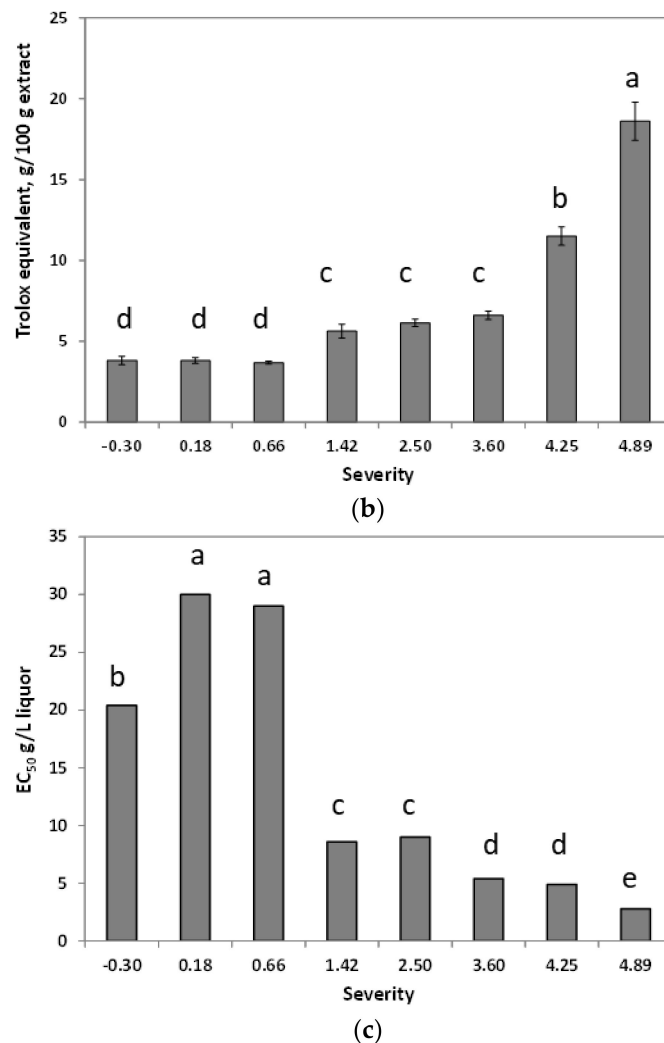 25
20
15
10
5
0
Trolox equivalent, g/100 g extract
d d d c c c b a
-0.30 0.18 0.66 1.42 2.50 3.60 4.25 4.89
Severity
(b)
35
30
25
20
15
10
5
0
EC₅₀ g/L liquor
b a a c c d d e
-0.30 0.18 0.66 1.42 2.50 3.60 4.25 4.89
Severity
(c)